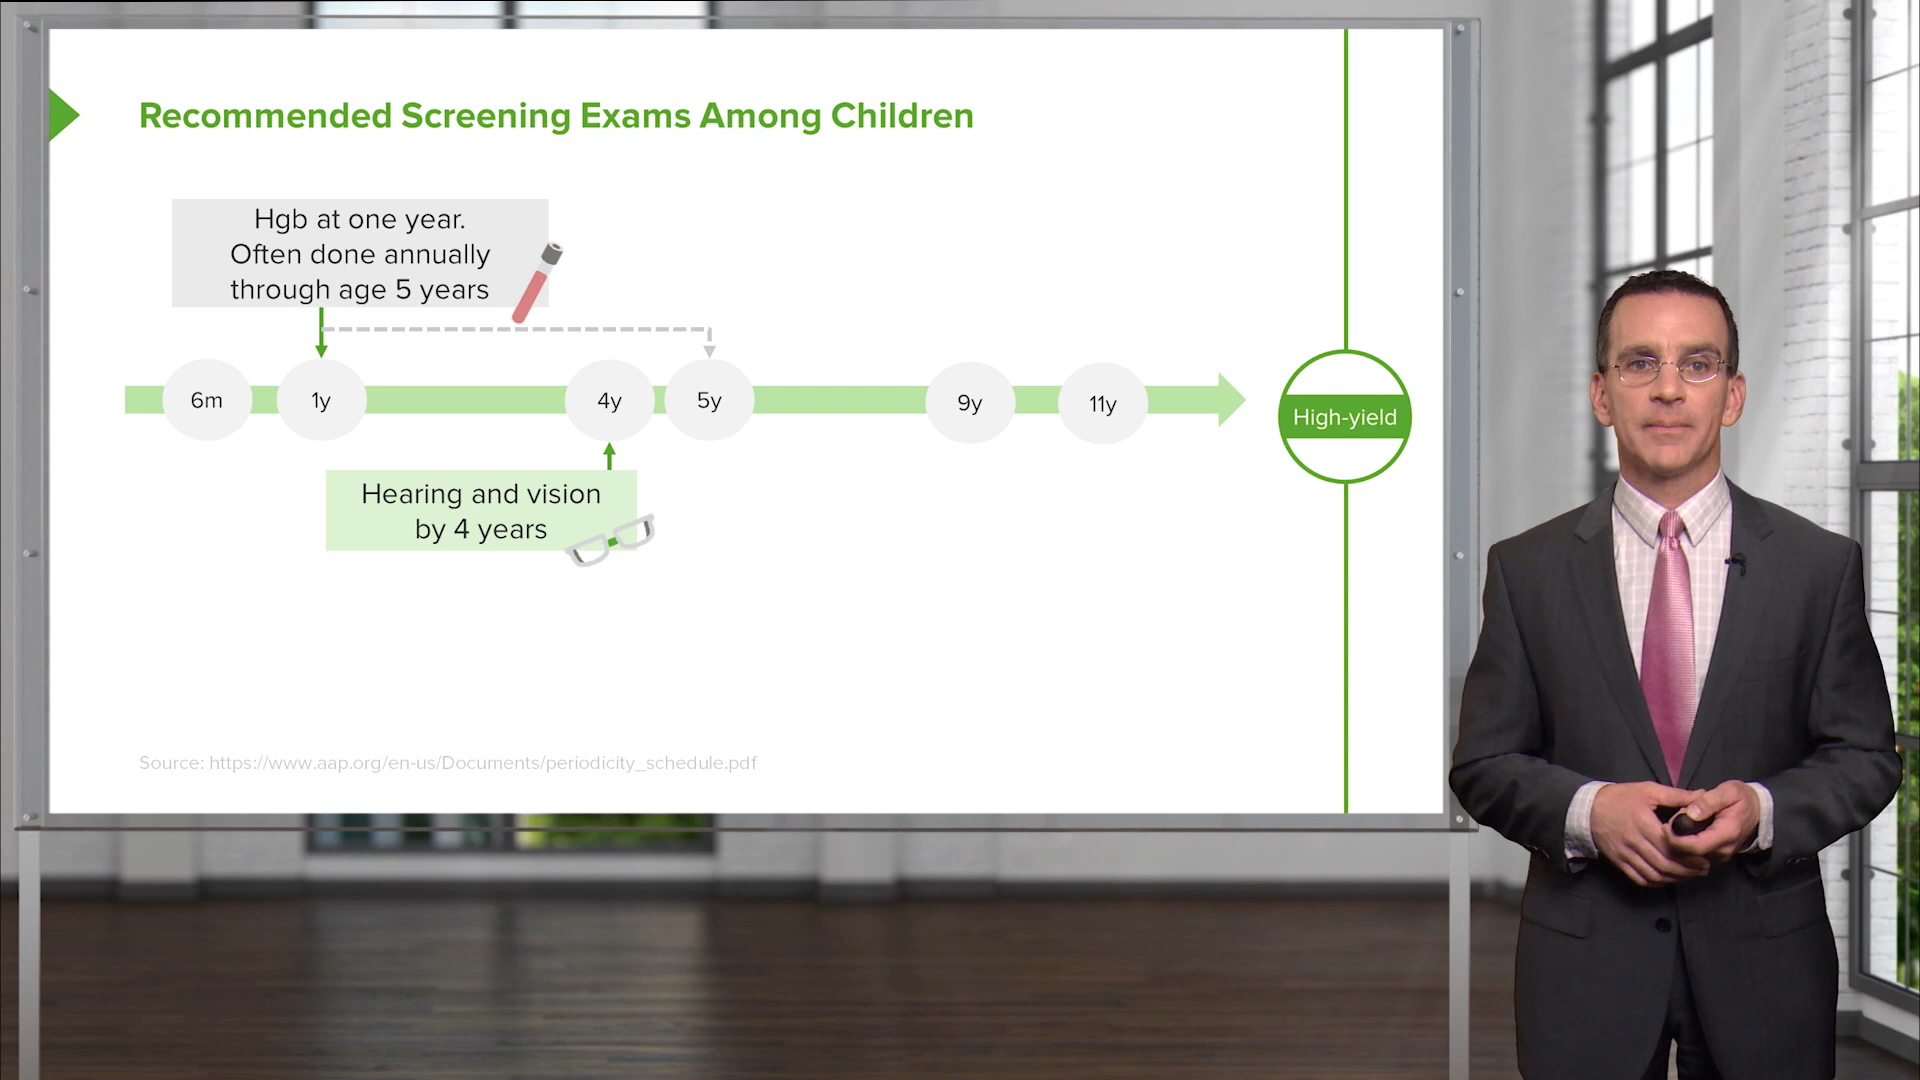 Recommended Screening Exams Among Children
Hgb at one year.
Often done annually
through age 5 years
6m
1y
4y
5y
9y
11y
High-yield
Hearing and vision
by 4 years
Source: https://www.aap.org/en-us/Documents/periodicity_schedule.pdf